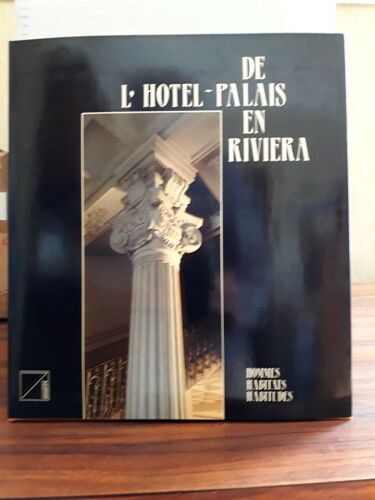 DE
L'HOTEL-PALAIS
EN
RIVIERA
HOMMES
HABITATS
HABITUDES